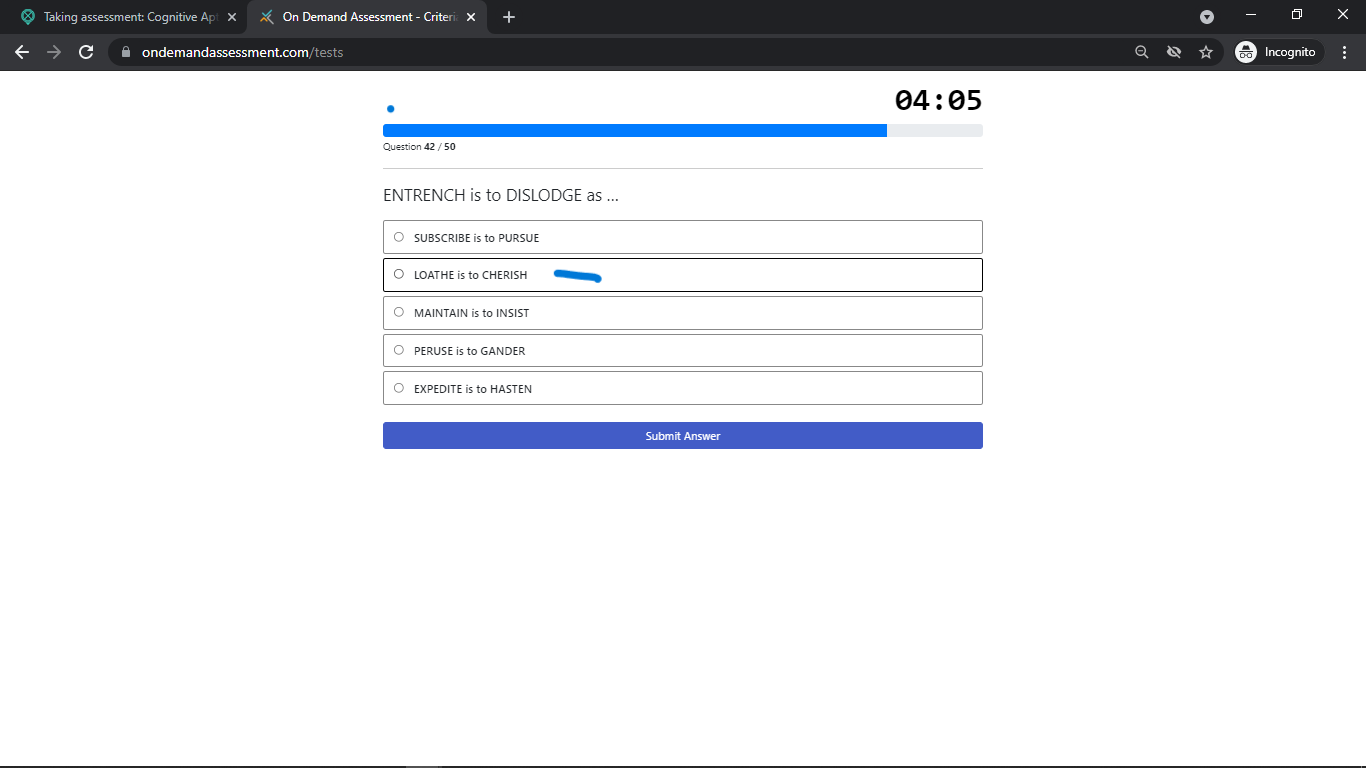 Taking assessment: Cognitive Apt
On Demand Assessment - Criteri
ondemandassessment.com/tests
Incognito
04:05
Question 42 / 50
ENTRENCH is to DISLODGE as ...
SUBSCRIBE is to PURSUE
LOATHE is to CHERISH
MAINTAIN is to INSIST
PERUSE is to GANDER
EXPEDITE is to HASTEN
Submit Answer